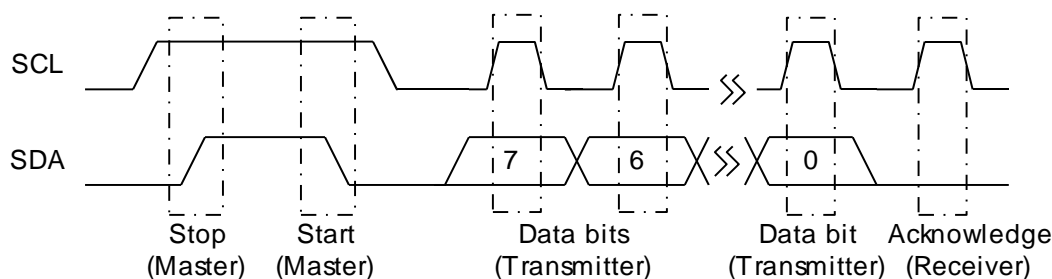 SCL
SDA
7
6
0
Stop
(Master)
Start
(Master)
Data bits
(Transmitter)
Data bit
(Transmitter)
Acknowledge
(Receiver)